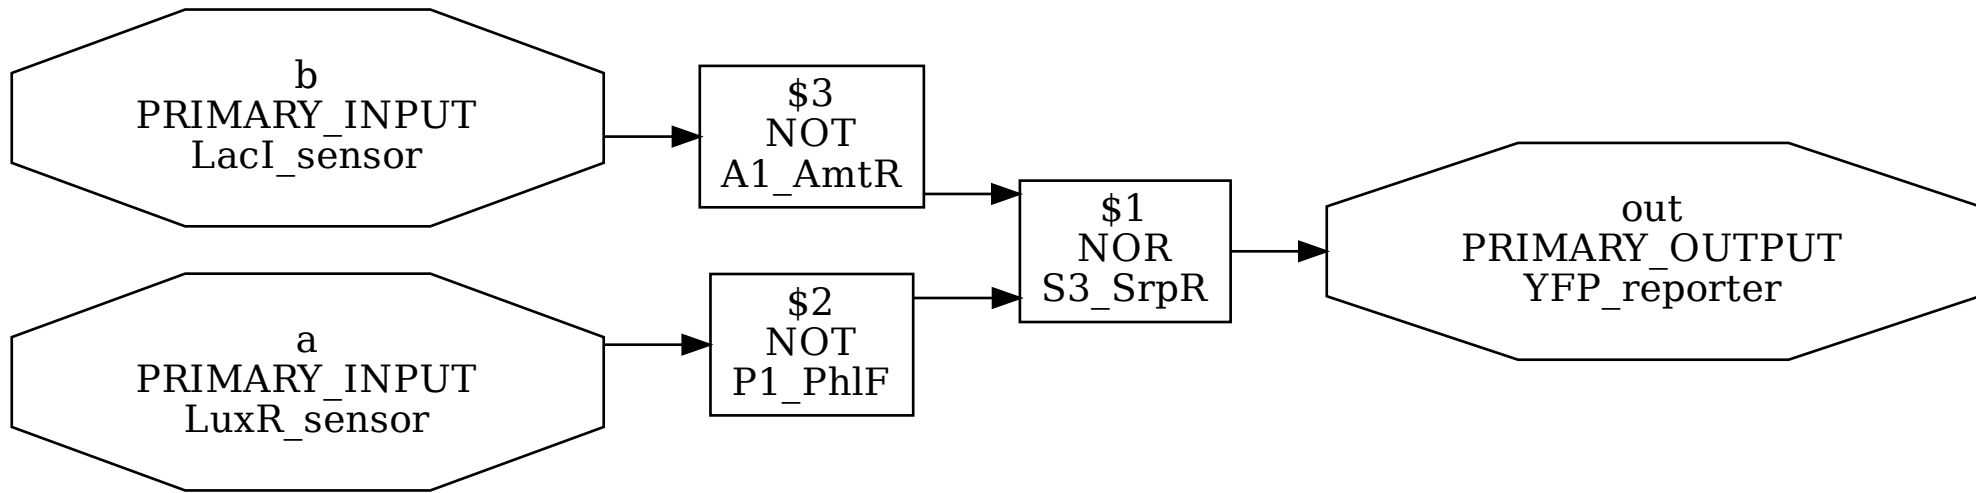 b
PRIMARY_INPUT
LacI_sensor
$3
NOT
A1_AmtR
a
PRIMARY_INPUT
LuxR_sensor
$2
NOT
P1_PhlF
$1
NOR
S3_SrpR
out
PRIMARY_OUTPUT
YFP_reporter